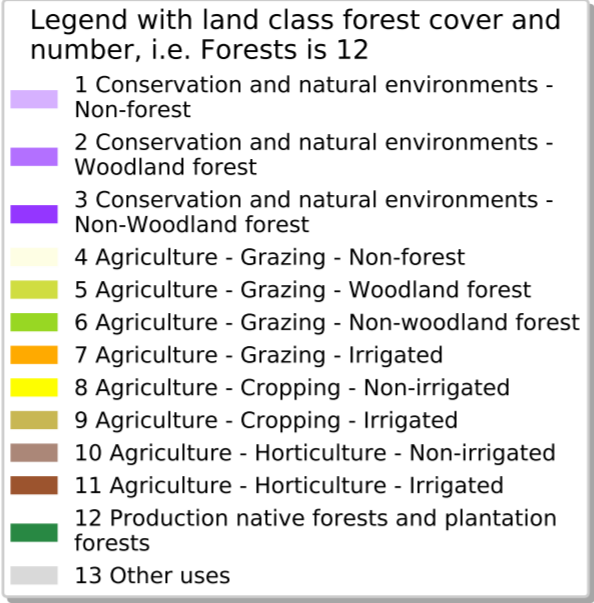 Legend with land class forest cover and
number, i.e. Forests is 12
1 Conservation and natural environments -
Non-forest
2 Conservation and natural environments -
Woodland forest
3 Conservation and natural environments -
Non-Woodland forest
4 Agriculture - Grazing - Non-forest
5 Agriculture - Grazing - Woodland forest
6 Agriculture - Grazing - Non-woodland forest
7 Agriculture - Grazing - Irrigated
8 Agriculture - Cropping - Non-irrigated
9 Agriculture - Cropping - Irrigated
10 Agriculture - Horticulture - Non-irrigated
11 Agriculture - Horticulture - Irrigated
12 Production native forests and plantation
forests
13 Other uses